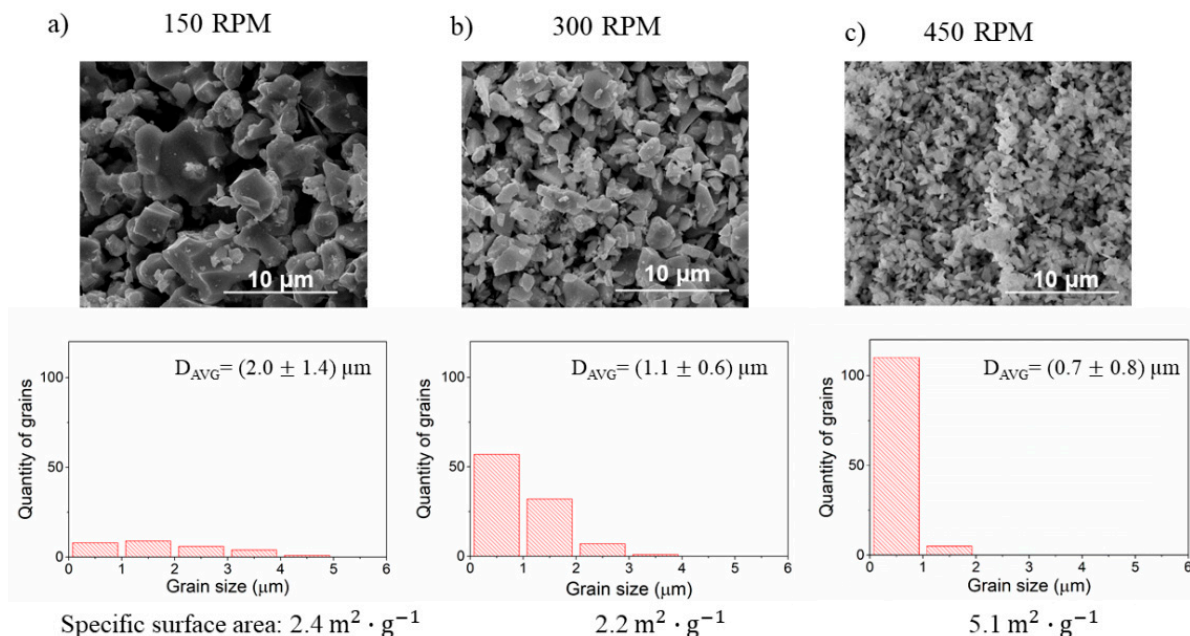 a) 150 RPM
b) 300 RPM
c) 450 RPM
10 μm
10 μm
10 μm
D_AVG= (2.0 ± 1.4) μm
Quantity of grains
100
50
0
0 1 2 3 4 5 6
Grain size (μm)
D_AVG= (1.1 ± 0.6) μm
Quantity of grains
100
50
0
0 1 2 3 4 5 6
Grain size (μm)
D_AVG= (0.7 ± 0.8) μm
Quantity of grains
100
50
0
0 1 2 3 4 5 6
Grain size (μm)
Specific surface area: 2.4 m² · g⁻¹
2.2 m² · g⁻¹
5.1 m² · g⁻¹